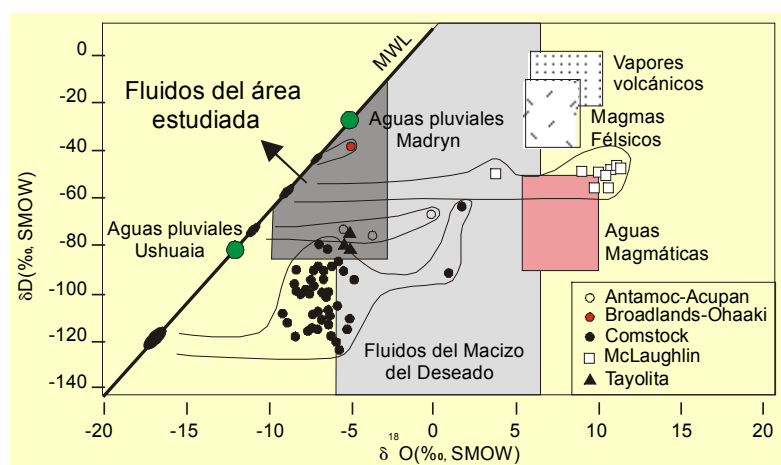 0
-20
-40
-60
-80
-100
-120
-140
δD(‰, SMOW)
MWL
Fluidos del área
estudiada
Aguas pluviales
Madryn
Vapores
volcánicos
Magmas
Félsicos
Aguas pluviales
Ushuaia
Aguas
Magmáticas
Fluidos del Macizo
del Deseado
Antamoc-Acupan
Broadlands-Ohaaki
Comstock
McLaughlin
Tayolita
-20 -15 -10 -5 0 5 10 15 20
δ 18 O(‰, SMOW)